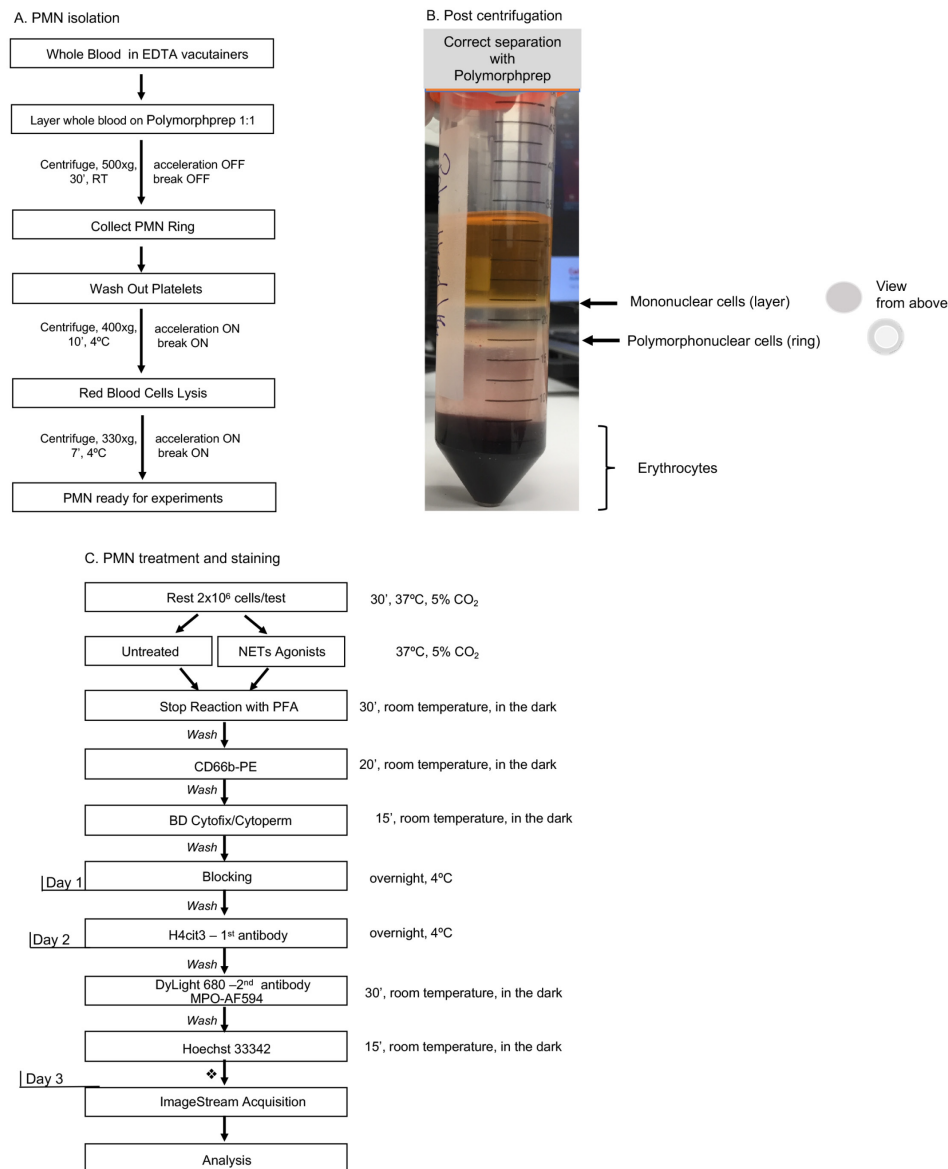 A. PMN isolation
Whole Blood in EDTA vacutainers
Layer whole blood on Polymorphprep 1:1
Centrifuge, 500xg,
30’, RT
acceleration OFF
break OFF
Collect PMN Ring
Wash Out Platelets
Centrifuge, 400xg,
10’, 4ºC
acceleration ON
break ON
Red Blood Cells Lysis
Centrifuge, 330xg,
7’, 4ºC
acceleration ON
break ON
PMN ready for experiments
B. Post centrifugation
Correct separation
with
Polymorphprep
Mononuclear cells (layer)
View
from above
Polymorphonuclear cells (ring)
Erythrocytes
C. PMN treatment and staining
Rest 2x10⁶ cells/test
30’, 37ºC, 5% CO₂
Untreated
NETs Agonists
37ºC, 5% CO₂
Stop Reaction with PFA
30’, room temperature, in the dark
Wash
CD66b-PE
20’, room temperature, in the dark
Wash
BD Cytofix/Cytoperm
15’, room temperature, in the dark
Wash
Day 1
Blocking
overnight, 4ºC
Wash
Day 2
H4cit3 – 1ˢᵗ antibody
overnight, 4ºC
Wash
DyLight 680 –2ⁿᵈ antibody
MPO-AF594
30’, room temperature, in the dark
Wash
Hoechst 33342
15’, room temperature, in the dark
❖
Day 3
ImageStream Acquisition
Analysis